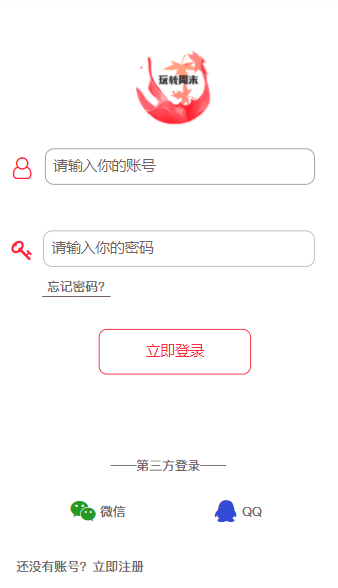 玩转周末
请输入你的账号
请输入你的密码
忘记密码?
立即登录
——第三方登录——
微信 QQ
还没有账号？立即注册